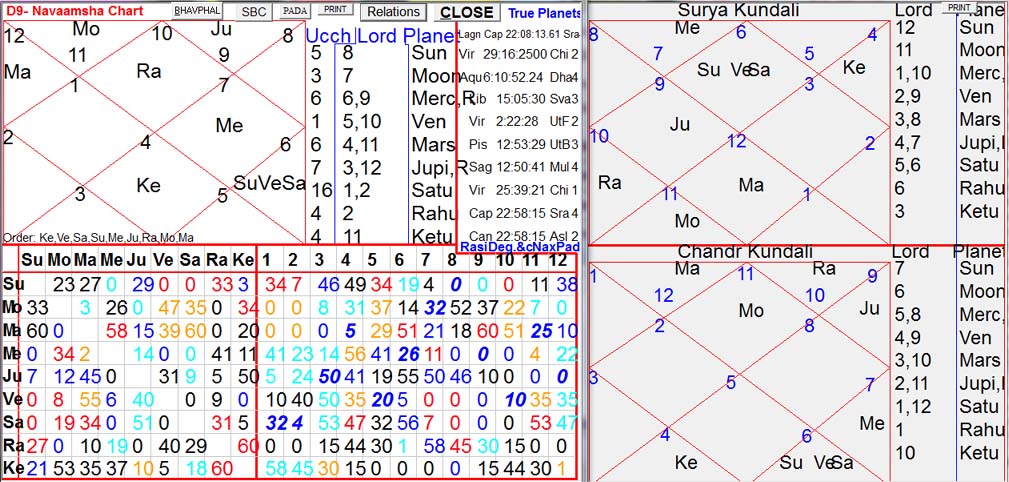 D9- Navaamsha Chart BHAVPHAL SBC PADA PRINT Relations CLOSE True Planets
12 Mo 10 Ju 8
11 9
Ma Ra
1 7
Me
2 4 6
Ke SuVeSa
3 5
Order: Ke,Ve,Sa,Su,Me,Ju,Ra,Mo,Ma
Ucch Lord Plane
5 8 Sun
3 7 Moon
6 6,9 Merc,R
1 5,10 Ven
6 4,11 Mars
7 3,12 Jupi,R
16 1,2 Satu
4 2 Rahu
4 11 Ketu
Lagn Cap 22:08:13.61 Sra
Vir 29:16:2500 Chi 2
Aqu 6:10:52.24 Dha4
Lib 15:05:30 Sva3
Vir 2:22:28 UtF 2
Pis 12:53:29 UtB3
Sag 12:50:41 Mul 4
Vir 25:39:21 Chi 1
Cap 22:58:15 Sra 4
Can 22:58:15 Asl 2
RasiDeg.&cNaxPad
Su Mo Ma Me Ju Ve Sa Ra Ke 1 2 3 4 5 6 7 8 9 10 11 12
Su 23 27 0 29 0 0 33 3 34 7 46 49 34 19 4 0 0 0 11 38
Mo 33 3 26 0 47 35 0 34 0 0 8 31 37 14 7 32 52 37 22 7 0
Ma 60 0 58 15 39 60 0 20 0 0 0 5 29 51 21 18 60 51 25 10
Me 0 34 2 14 0 0 41 11 41 23 14 56 41 26 11 0 0 0 4 22
Ju 7 12 45 0 31 9 5 50 5 24 50 41 19 55 50 46 10 0 0 0
Ve 0 8 55 6 40 0 9 0 10 40 50 35 20 5 0 0 0 10 35 35
Sa 0 19 34 0 51 0 31 5 32 4 53 47 32 56 7 0 0 0 53 47
Ra 27 0 10 19 0 40 29 60 0 0 15 44 30 1 58 45 30 15 0 0
Ke 21 53 35 37 10 5 18 60 58 45 30 15 0 0 0 0 15 44 30 1
Surya Kundali
8 Me 6 4
7 5
Su VeSa Ke
9 3
Ju
10 12 2
Ra Ma
11 1
Mo
Lord PRINT Plane
12 Sun
11 Moon
1,10 Merc,
2,9 Ven
3,8 Mars
4,7 Jupi,
5,6 Satu
6 Rahu
3 Ketu
Chandr Kundali
1 Ma 11 Ra 9
12 10
Mo Ju
2 8
3 5 7
Me
4 6
Ke Su VeSa
Lord Planet
7 Sun
6 Moon
5,8 Merc,
4,9 Ven
3,10 Mars
2,11 Jupi,
1,12 Satu
1 Rahu
10 Ketu